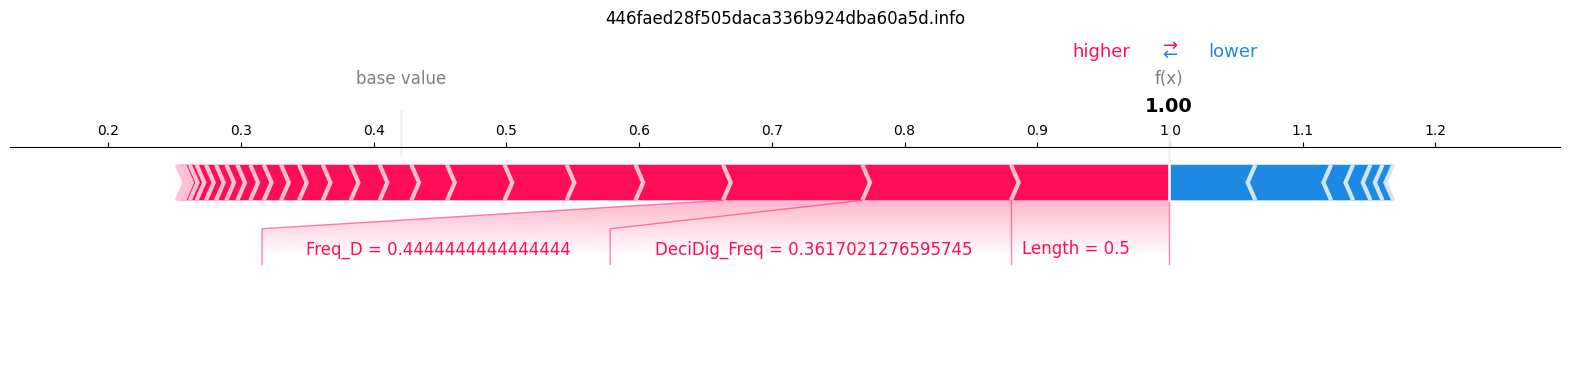 446faed28f505daca336b924dba60a5d.info
higher ⇄ lower
base value f(x)
1.00
0.2 0.3 0.4 0.5 0.6 0.7 0.8 0.9 1.0 1.1 1.2
Freq_D = 0.4444444444444444 DeciDig_Freq = 0.3617021276595745 Length = 0.5